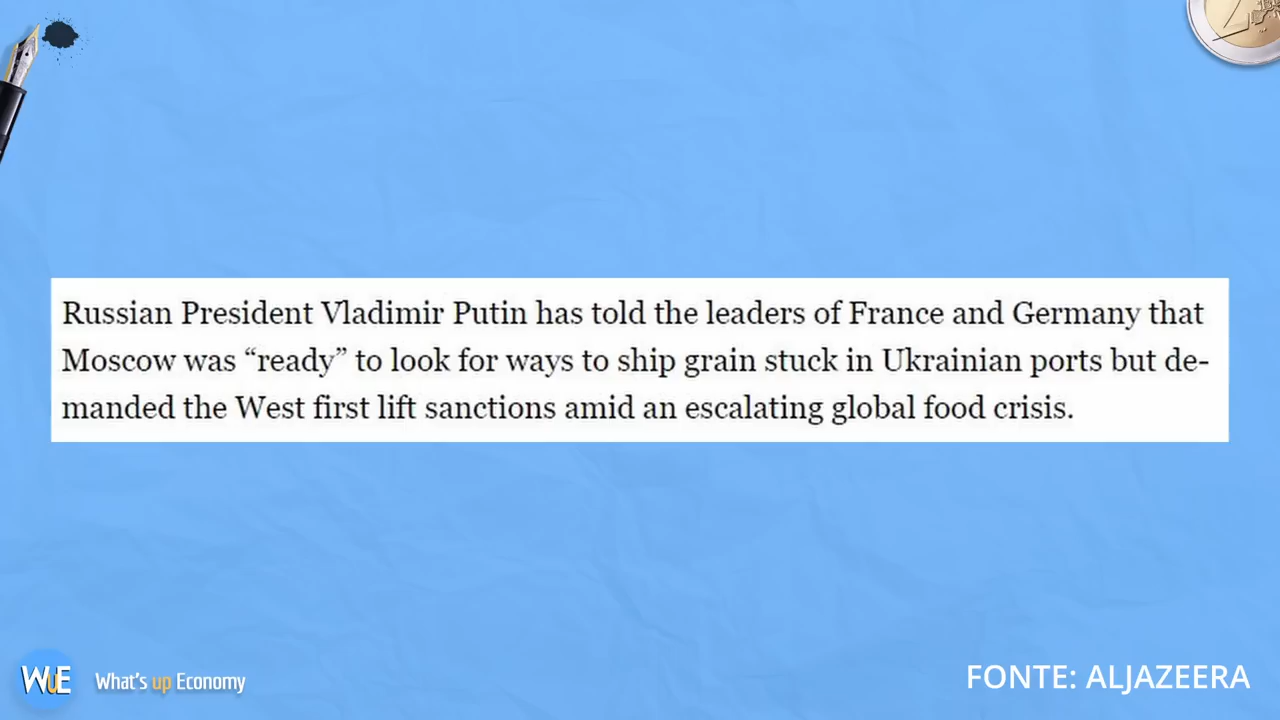 Russian President Vladimir Putin has told the leaders of France and Germany that
Moscow was “ready” to look for ways to ship grain stuck in Ukrainian ports but de-
manded the West first lift sanctions amid an escalating global food crisis.
WUE What's up Economy
FONTE: ALJAZEERA